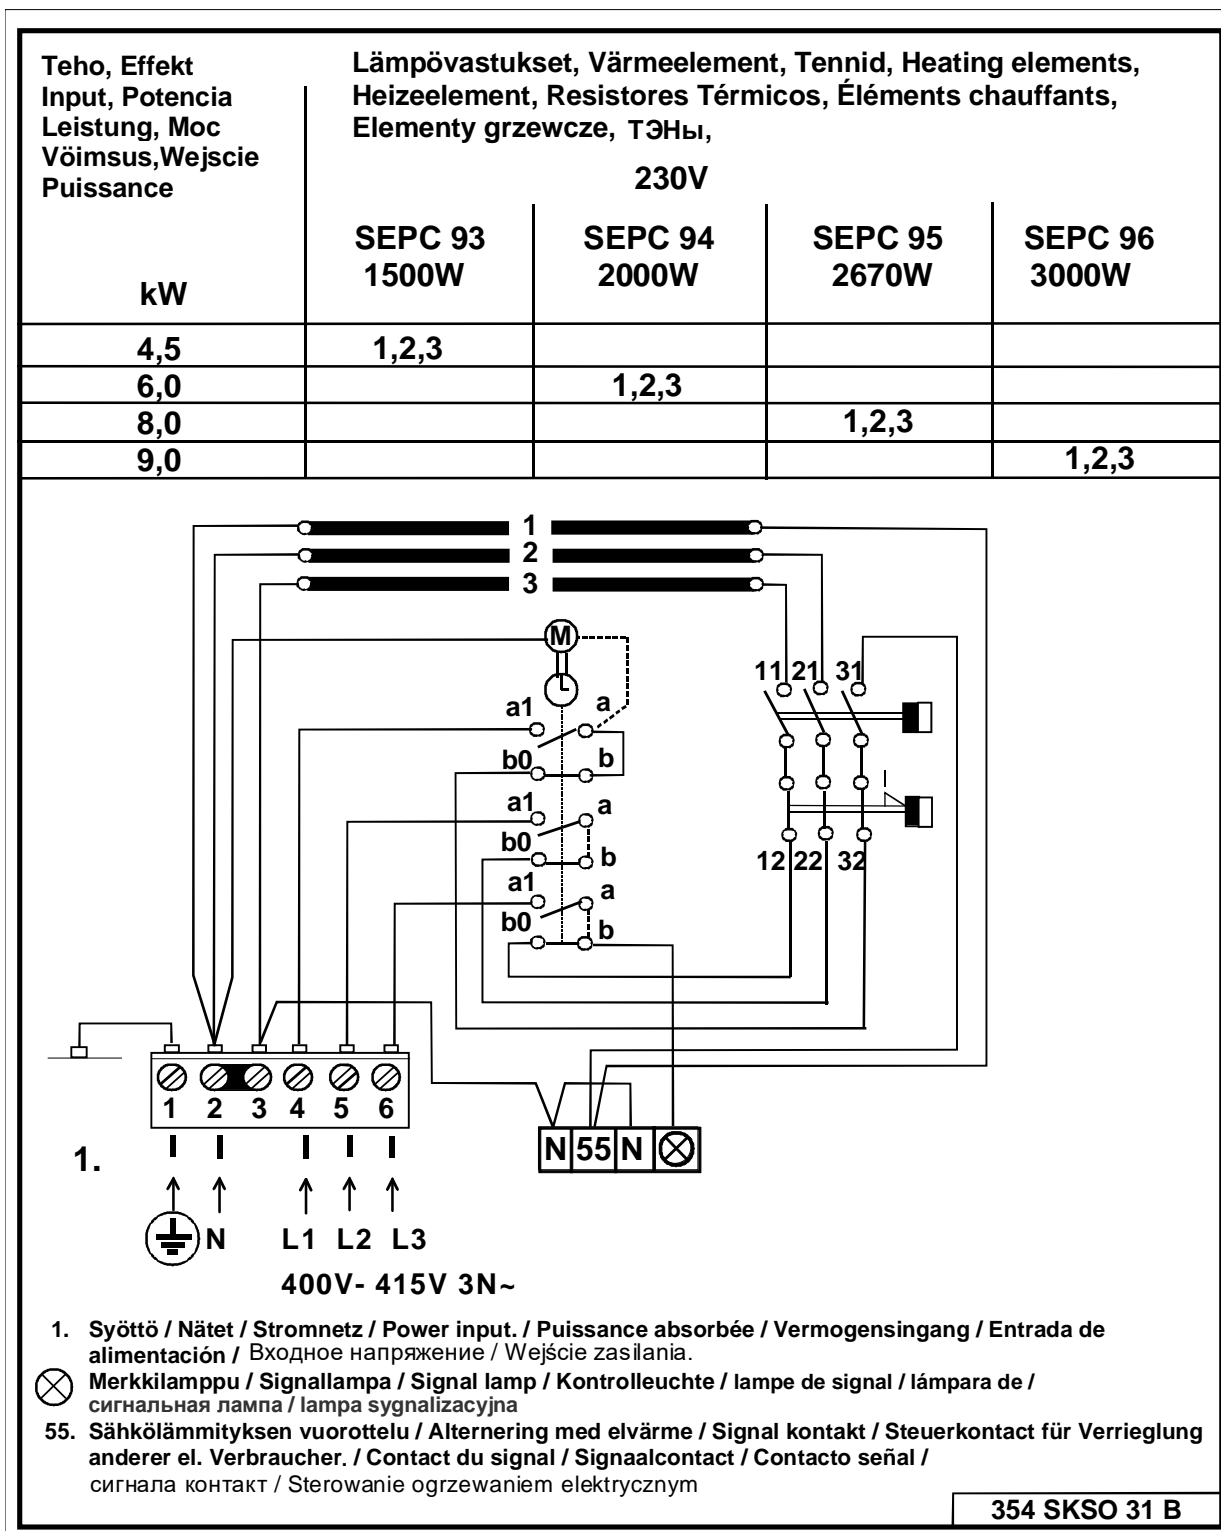 Teho, Effekt
Input, Potencia
Leistung, Moc
Vöimsus,Wejscie
Puissance
kW
Lämpövastukset, Värmeelement, Tennid, Heating elements,
Heizeelement, Resistores Térmicos, Éléments chauffants,
Elementy grzewcze, ТЭНы,
230V
SEPC 93 SEPC 94 SEPC 95 SEPC 96
1500W 2000W 2670W 3000W
4,5 1,2,3
6,0 1,2,3
8,0 1,2,3
9,0 1,2,3
1
2
3
M
11 21 31
a1 a
b0 b
a1 a
b0 b
12 22 32
a1 a
b0 b
1 2 3 4 5 6
N 55 N
1.
N L1 L2 L3
400V- 415V 3N~
1. Syöttö / Nätet / Stromnetz / Power input. / Puissance absorbée / Vermogensingang / Entrada de
alimentación / Входное напряжение / Wejście zasilania.
Merkkilamppu / Signallampa / Signal lamp / Kontrolleuchte / lampe de signal / lámpara de /
сигнальная лампа / lampa sygnalizacyjna
55. Sähkölämmityksen vuorottelu / Alternering med elvärme / Signal kontakt / Steuerkontact für Verrieglung
anderer el. Verbraucher. / Contact du signal / Signaalcontact / Contacto señal /
сигнала контакт / Sterowanie ogrzewaniem elektrycznym
354 SKSO 31 B